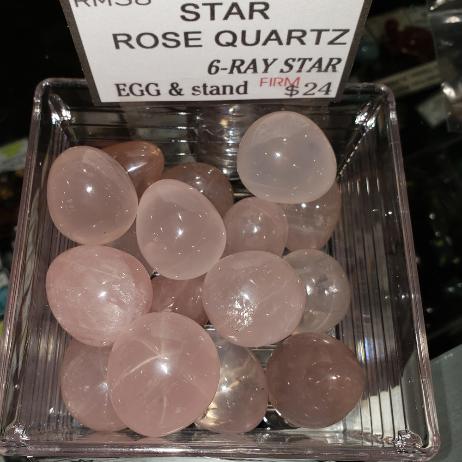 STAR
ROSE QUARTZ
6-RAY STAR
EGG & stand FIRM $24